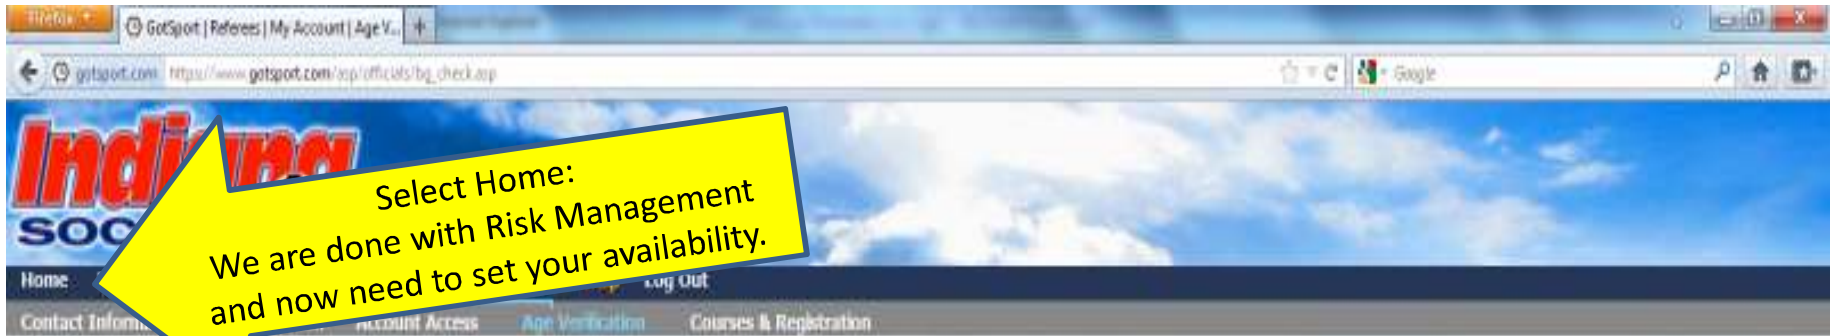 Firefox
GotSport | Referees | My Account | Age V... +
gotsport.com https://www.gotsport.com/asp/officials/bg_check.asp Google
Indiana
SOC
Select Home:
We are done with Risk Management
and now need to set your availability.
Home Log Out
Contact Inform Account Access Age Verification Courses & Registration